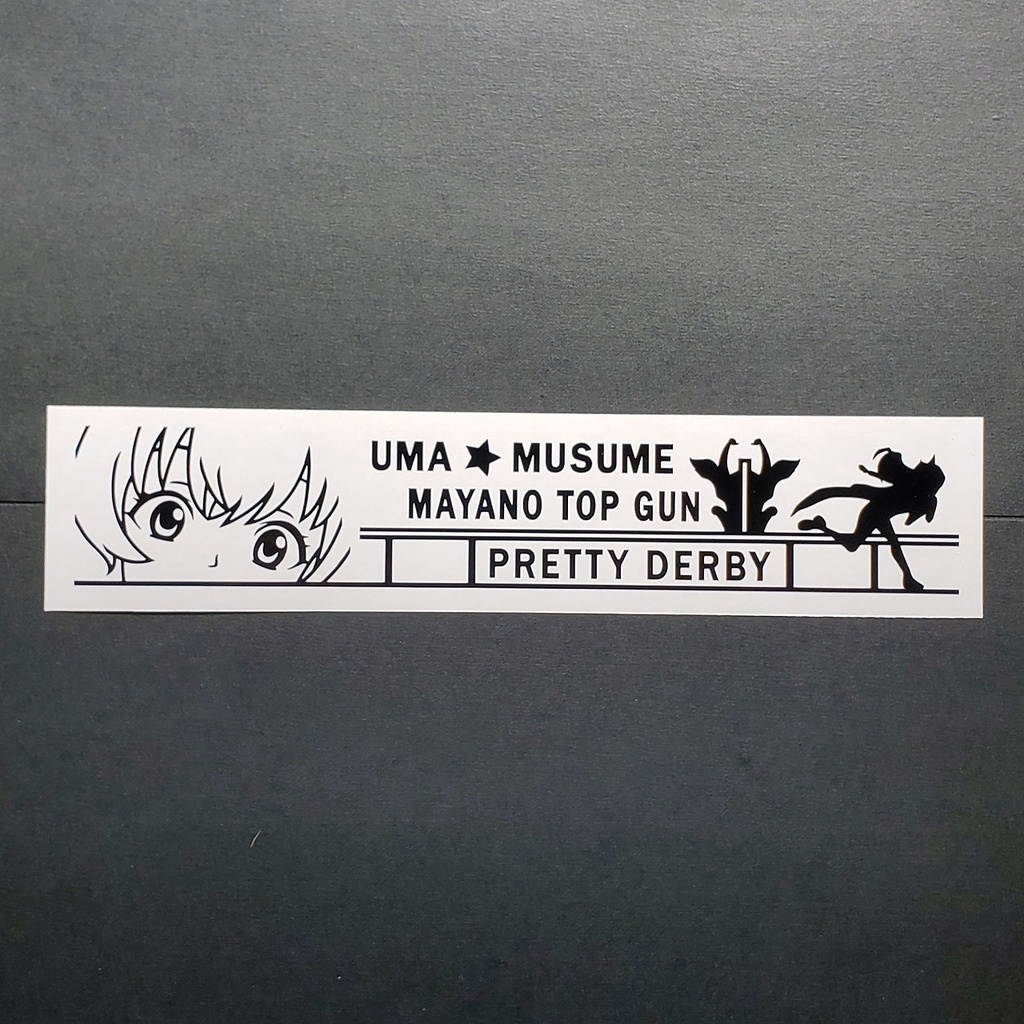 UMA ★ MUSUME
MAYANO TOP GUN
PRETTY DERBY